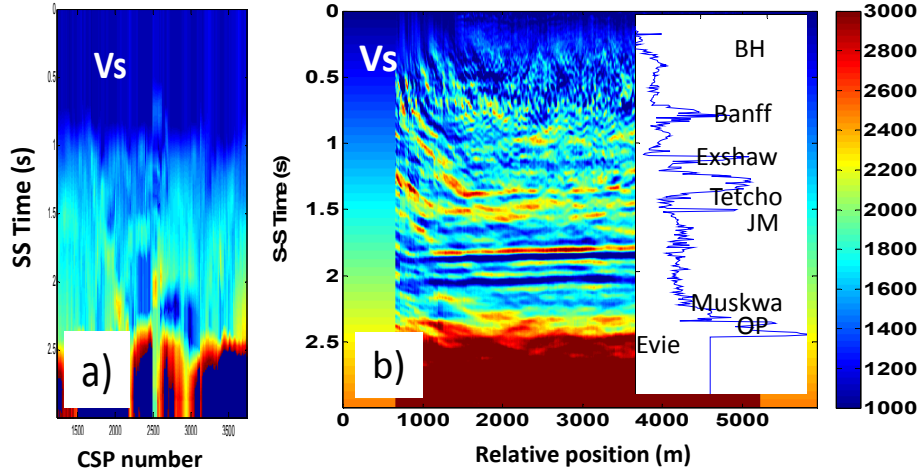 Vs
0
0.5
1
1.5
2
2.5
SS Time (s)
1500
2000
2500
3000
3500
CSP number
a)
Vs
0
0.5
1
1.5
2
2.5
S-S Time (s)
0
1000
2000
3000
4000
5000
Relative position (m)
b)
BH
Banff
Exshaw
Tetcho
JM
Muskwa
OP
Evie
3000
2800
2600
2400
2200
2000
1800
1600
1400
1200
1000